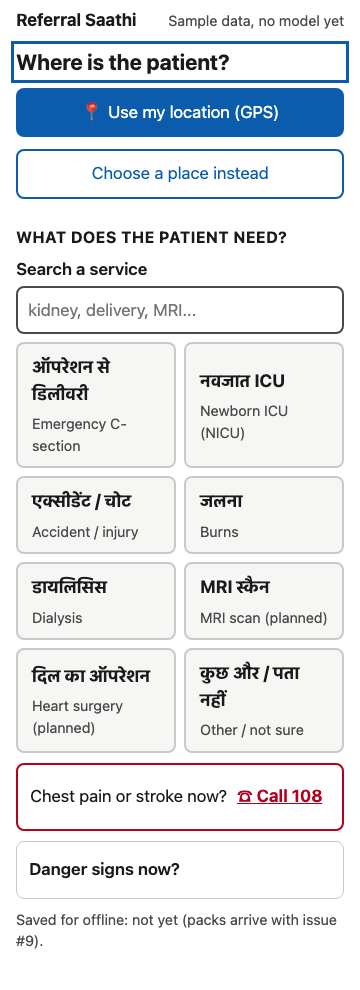 Referral Saathi
Sample data, no model yet
Where is the patient?
📍 Use my location (GPS)
Choose a place instead
WHAT DOES THE PATIENT NEED?
Search a service
kidney, delivery, MRI...
ऑपरेशन से
डिलीवरी
Emergency C-
section
नवजात ICU
Newborn ICU
(NICU)
एक्सीडेंट / चोट
Accident / injury
जलना
Burns
डायलिसिस
Dialysis
MRI स्कैन
MRI scan (planned)
दिल का ऑपरेशन
Heart surgery
(planned)
कुछ और / पता
नहीं
Other / not sure
Chest pain or stroke now? ☎ Call 108
Danger signs now?
Saved for offline: not yet (packs arrive with issue
#9).